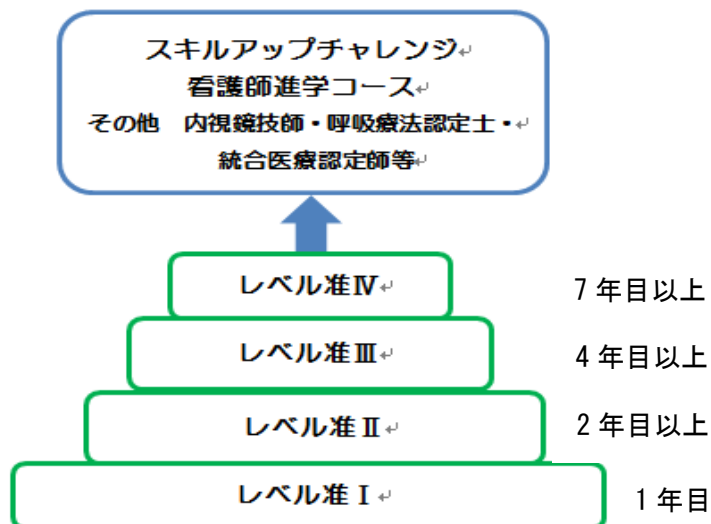 スキルアップチャレンジ↵
看護師進学コース↵
その他　内視鏡技師・呼吸療法認定士・↵
統合医療認定師等↵
レベル准Ⅳ↵　7年目以上
レベル准Ⅲ↵　4年目以上
レベル准Ⅱ↵　2年目以上
レベル准Ⅰ↵　1年目